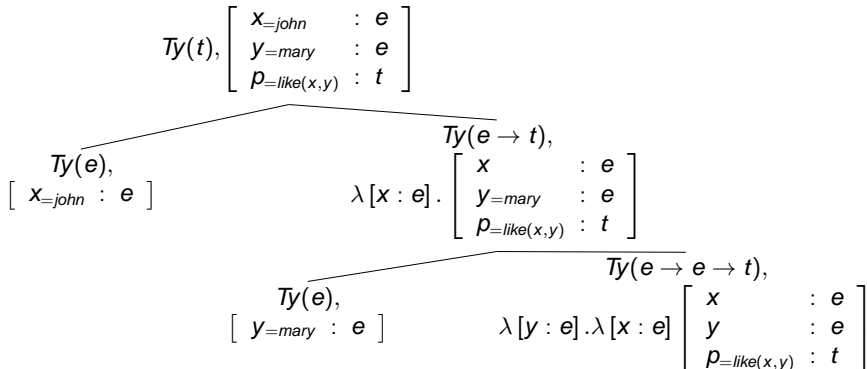 Ty(t), [ x=john : e
y=mary : e
p=like(x,y) : t ]
Ty(e),
[ x=john : e ]
Ty(e → t),
λ [x : e] . [ x : e
y=mary : e
p=like(x,y) : t ]
Ty(e),
[ y=mary : e ]
Ty(e → e → t),
λ [y : e] .λ [x : e] [ x : e
y : e
p=like(x,y) : t ]